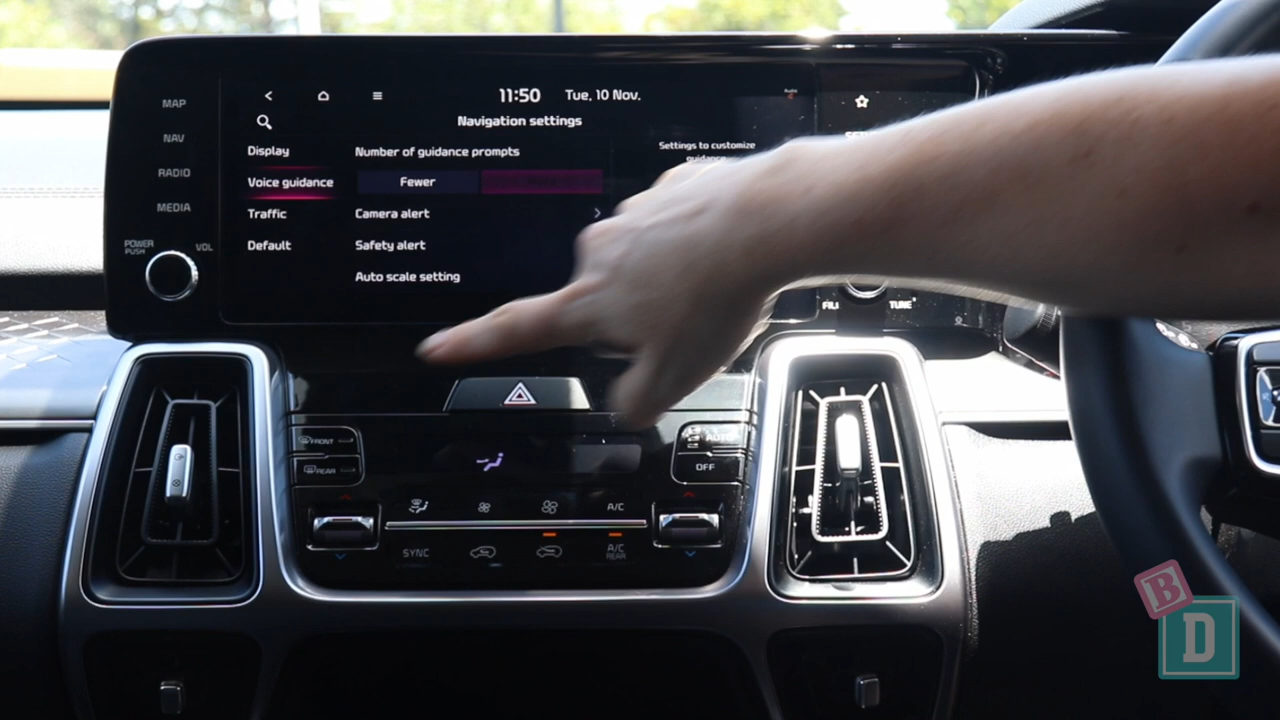 11:50 Tue, 10 Nov.
Navigation settings
MAP
NAV
RADIO
MEDIA
POWER
PUSH
VOL
Display
Voice guidance
Traffic
Default
Number of guidance prompts
Fewer
Camera alert
Safety alert
Auto scale setting
Settings to customize
guidance
Audio
TUNE
FRONT
REAR
OFF
A/C
SYNC
A/C
REAR
B
D